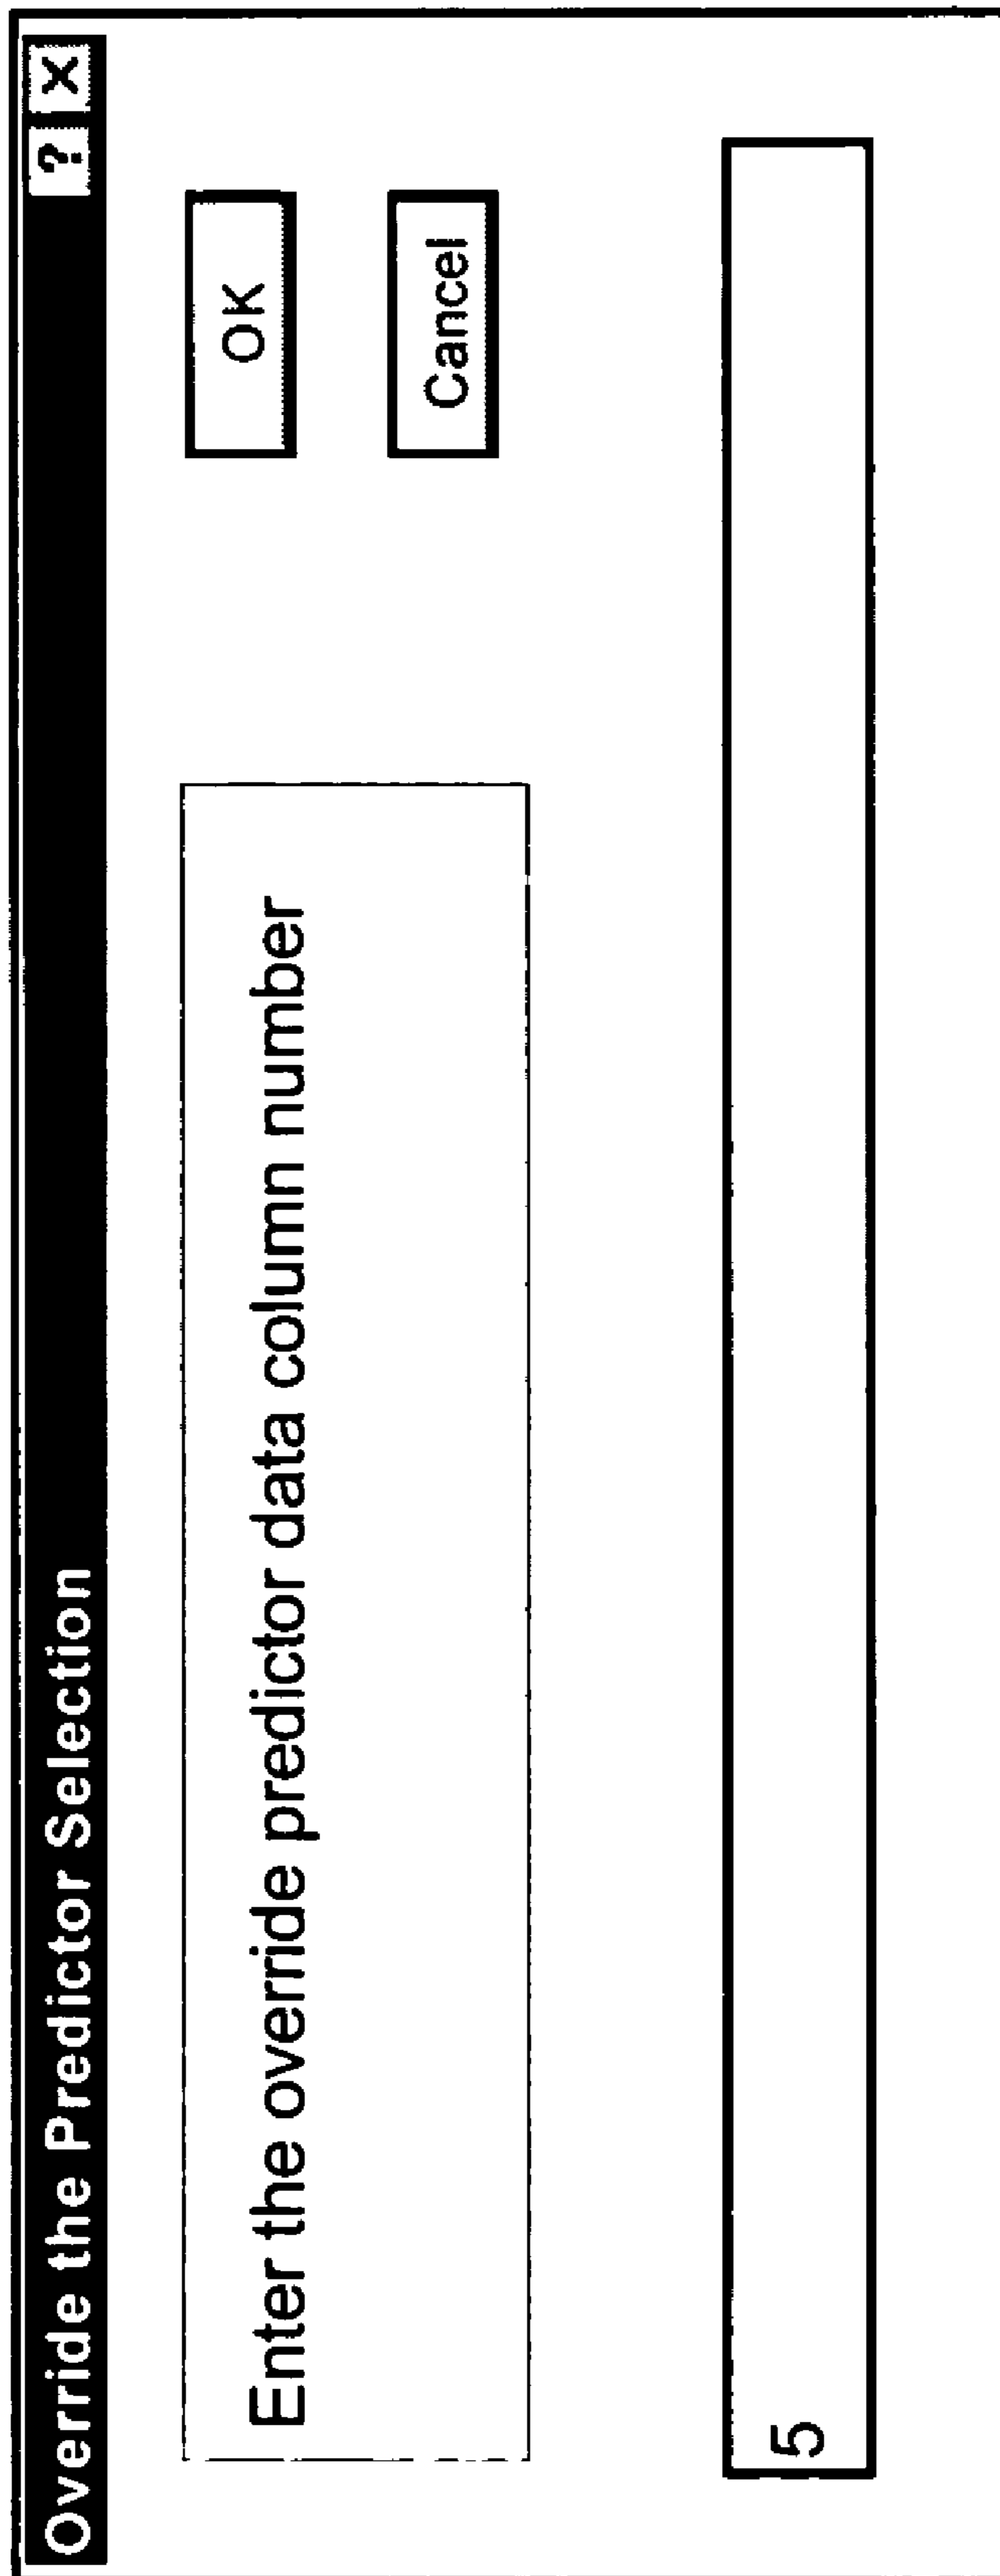 Override the Predictor Selection ? X
Enter the override predictor data column number
OK
Cancel
5